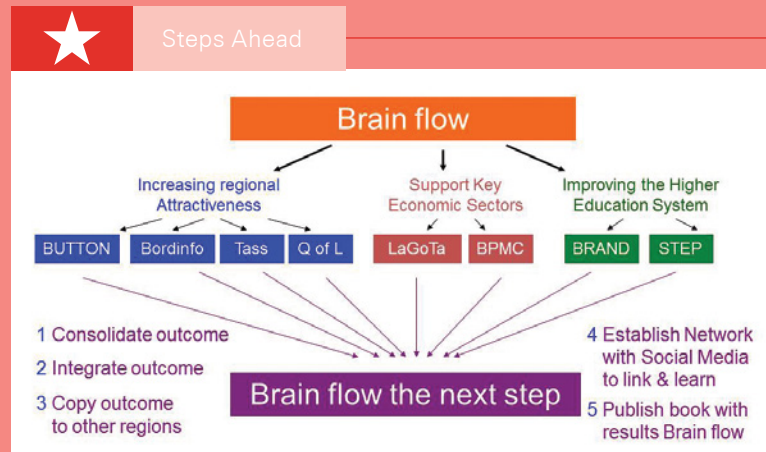 Steps Ahead
Brain flow
Increasing regional
Attractiveness
Support Key
Economic Sectors
Improving the Higher
Education System
BUTTON
Bordinfo
Tass
Q of L
LaGoTa
BPMC
BRAND
STEP
1 Consolidate outcome
2 Integrate outcome
3 Copy outcome
to other regions
Brain flow the next step
4 Establish Network
with Social Media
to link & learn
5 Publish book with
results Brain flow